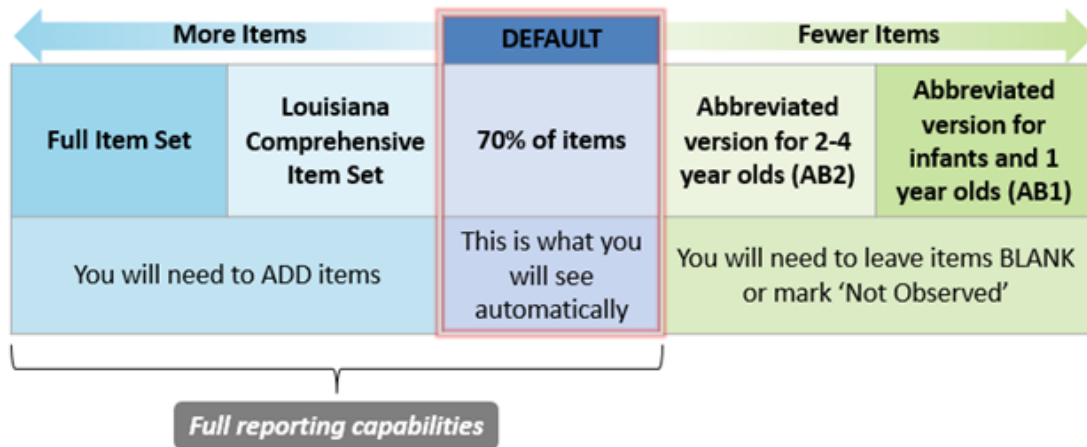 More Items
DEFAULT
Fewer Items
Full Item Set
Louisiana
Comprehensive
Item Set
70% of items
Abbreviated
version for 2-4
year olds (AB2)
Abbreviated
version for
infants and 1
year olds (AB1)
You will need to ADD items
This is what you
will see
automatically
You will need to leave items BLANK
or mark ‘Not Observed’
Full reporting capabilities